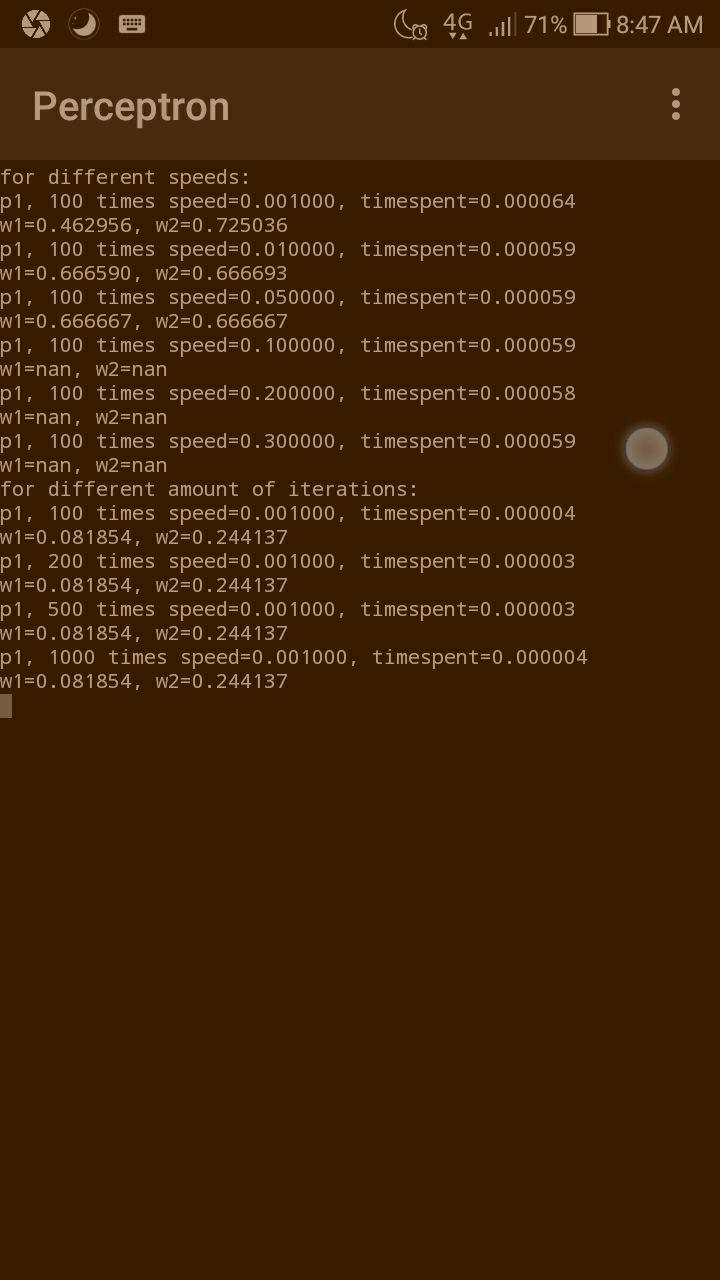 4G 71% 8:47 AM
Perceptron
for different speeds:
p1, 100 times speed=0.001000, timespent=0.000064
w1=0.462956, w2=0.725036
p1, 100 times speed=0.010000, timespent=0.000059
w1=0.666590, w2=0.666693
p1, 100 times speed=0.050000, timespent=0.000059
w1=0.666667, w2=0.666667
p1, 100 times speed=0.100000, timespent=0.000059
w1=nan, w2=nan
p1, 100 times speed=0.200000, timespent=0.000058
w1=nan, w2=nan
p1, 100 times speed=0.300000, timespent=0.000059
w1=nan, w2=nan
for different amount of iterations:
p1, 100 times speed=0.001000, timespent=0.000004
w1=0.081854, w2=0.244137
p1, 200 times speed=0.001000, timespent=0.000003
w1=0.081854, w2=0.244137
p1, 500 times speed=0.001000, timespent=0.000003
w1=0.081854, w2=0.244137
p1, 1000 times speed=0.001000, timespent=0.000004
w1=0.081854, w2=0.244137